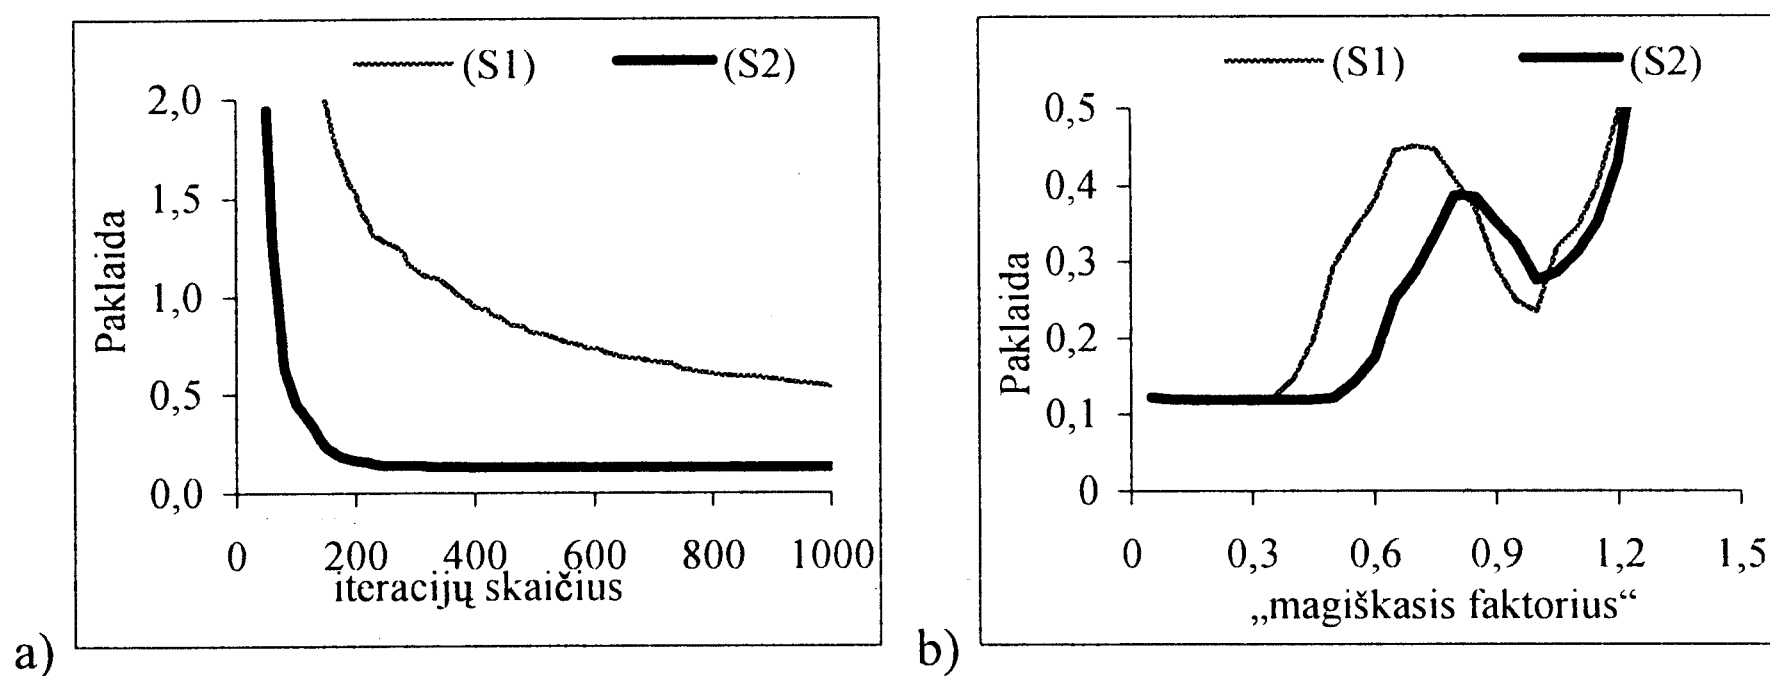 (S1) (S2)
2,0
1,5
1,0
0,5
0,0
Paklaida
0 200 400 600 800 1000
iteracijų skaičius
a)
(S1) (S2)
0,5
0,4
0,3
0,2
0,1
0
Paklaida
0 0,3 0,6 0,9 1,2 1,5
„magiškasis faktorius“
b)